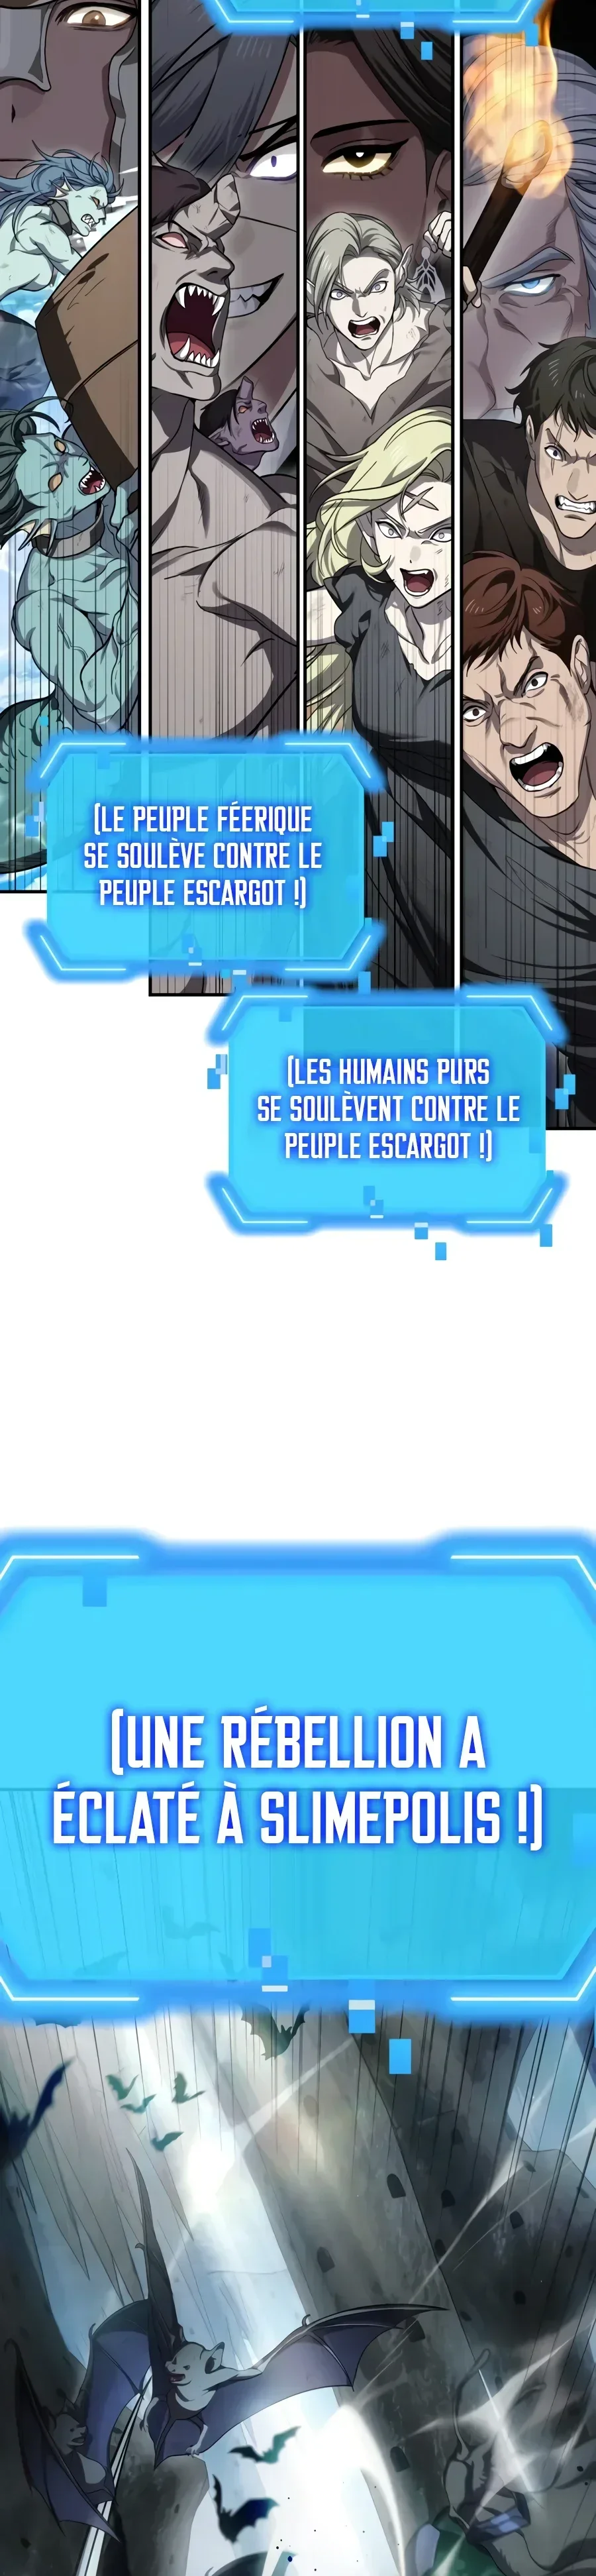 (LE PEUPLE FÉERIQUE
SE SOULÈVE CONTRE LE
PEUPLE ESCARGOT !)
(LES HUMAINS PURS
SE SOULÈVENT CONTRE LE
PEUPLE ESCARGOT !)
(UNE RÉBELLION A
ÉCLATÉ À SLIMEPOLIS !)